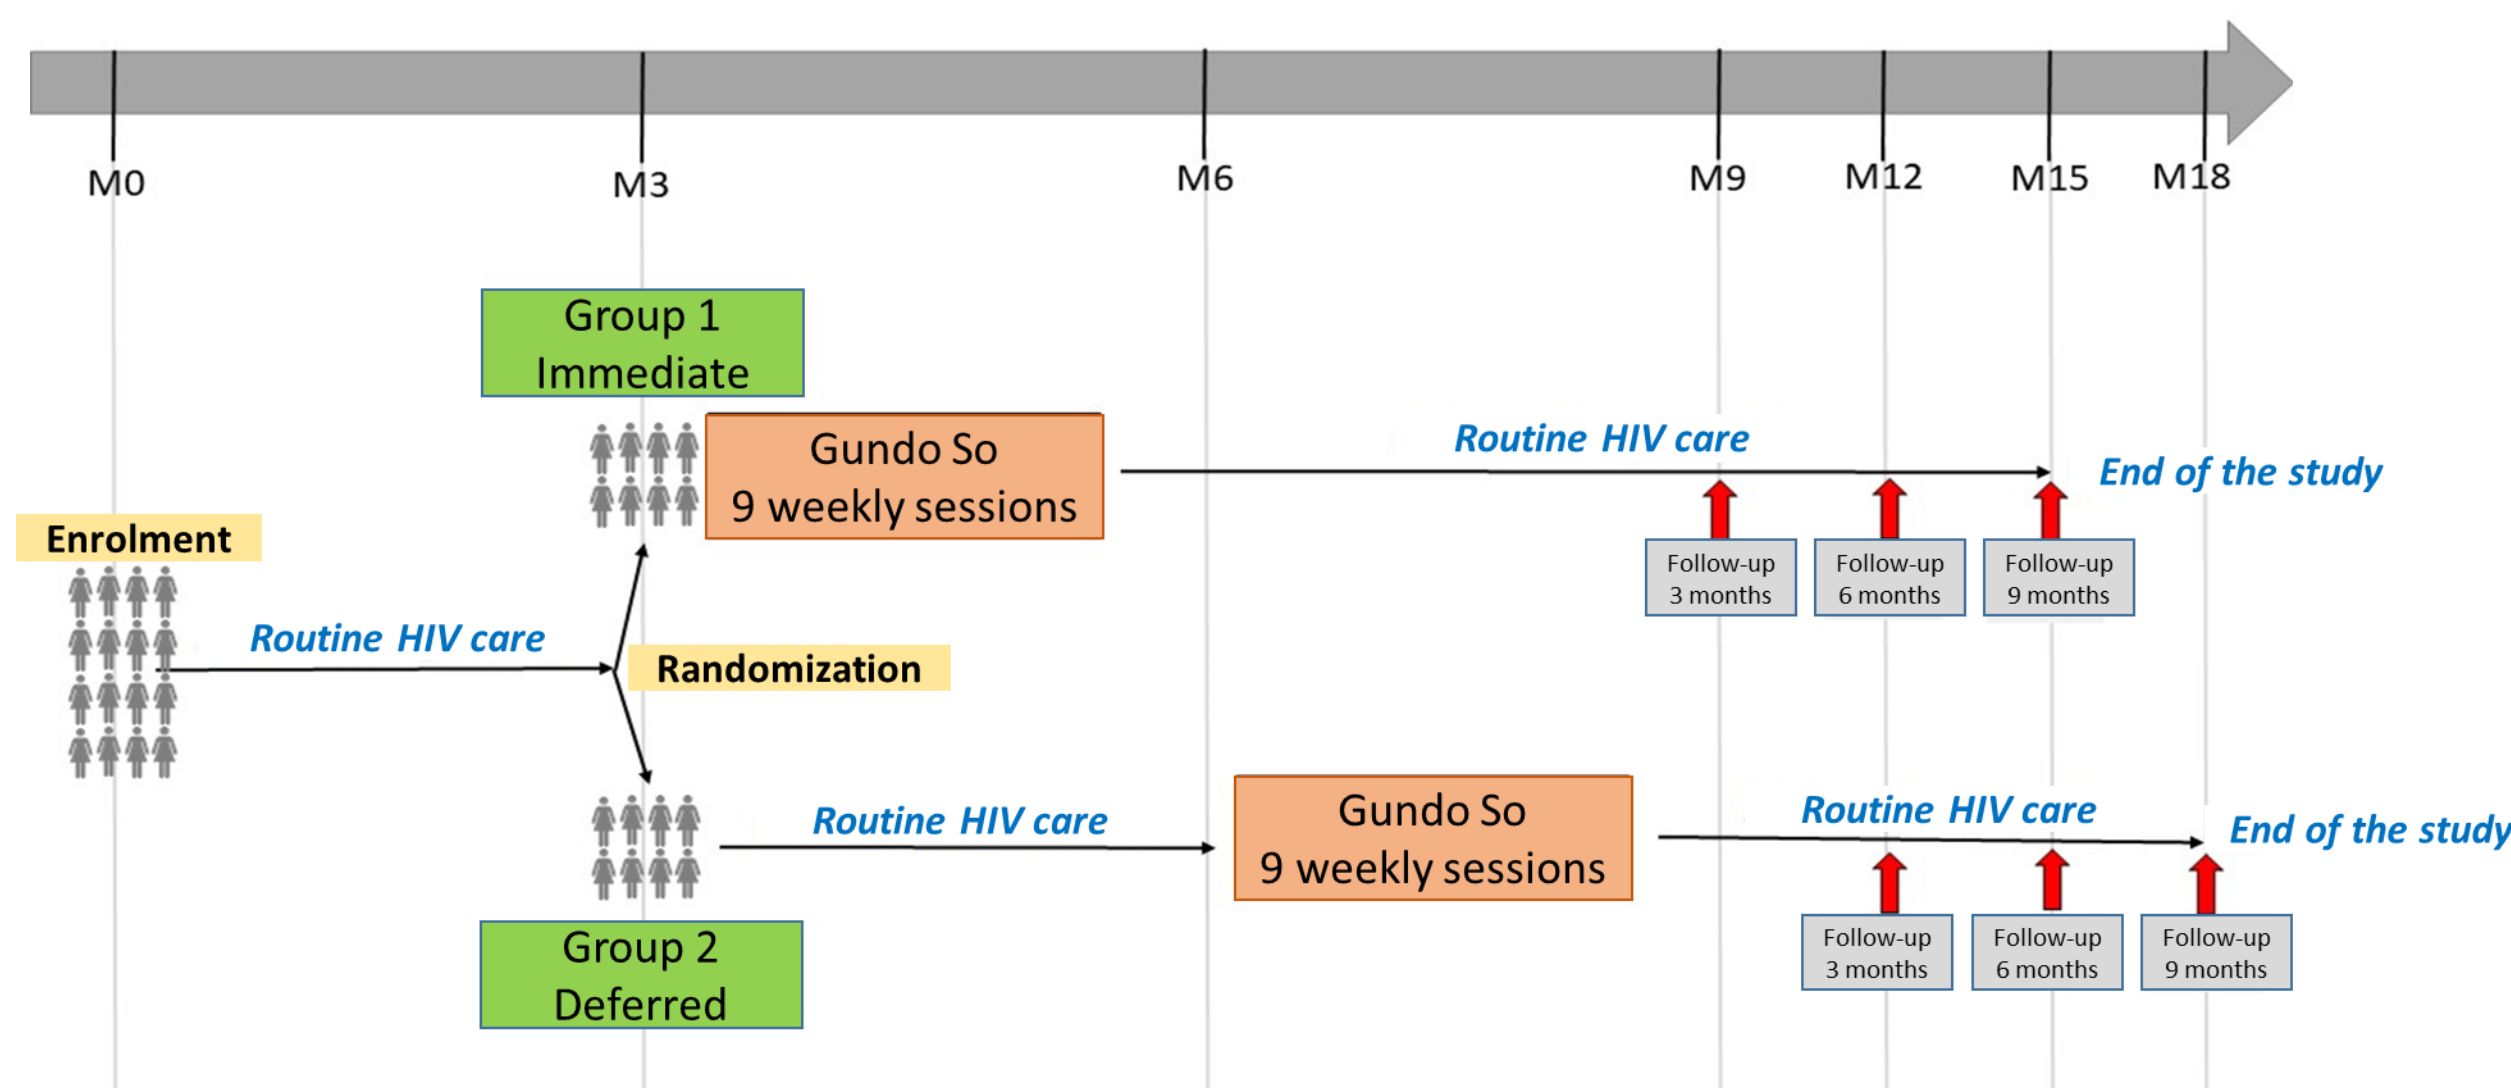 M0
M3
M6
M9
M12
M15
M18
Group 1
Immediate
Gundo So
9 weekly sessions
Routine HIV care
End of the study
Follow-up
3 months
Follow-up
6 months
Follow-up
9 months
Enrolment
Routine HIV care
Randomization
Routine HIV care
Gundo So
9 weekly sessions
Routine HIV care
End of the study
Follow-up
3 months
Follow-up
6 months
Follow-up
9 months
Group 2
Deferred